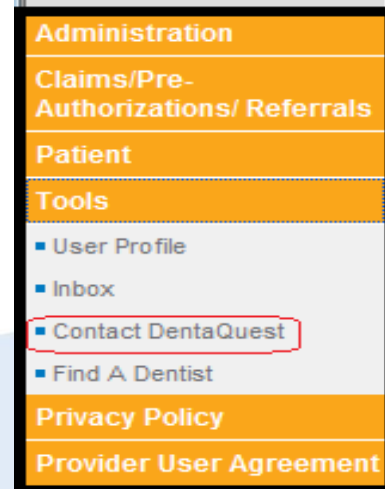 Administration
Claims/Pre-
Authorizations/ Referrals
Patient
Tools
User Profile
Inbox
Contact DentaQuest
Find A Dentist
Privacy Policy
Provider User Agreement